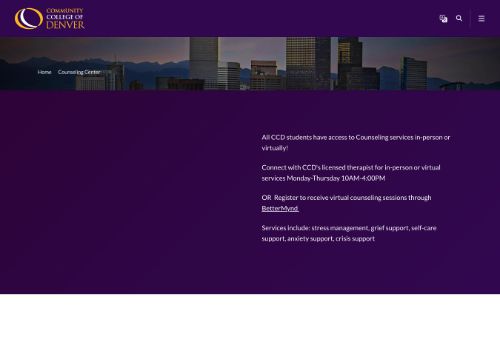 COMMUNITY
COLLEGE OF
DENVER
Home Counseling Center
All CCD students have access to Counseling services in-person or
virtually!
Connect with CCD's licensed therapist for in-person or virtual
services Monday-Thursday 10AM-4:00PM
OR Register to receive virtual counseling sessions through
BetterMynd
Services include: stress management, grief support, self-care
support, anxiety support, crisis support